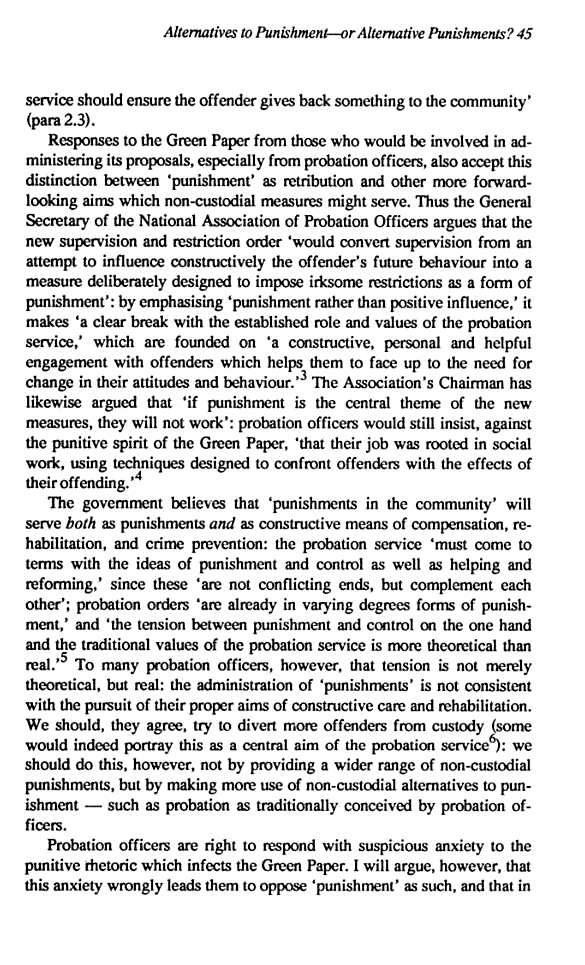 Alternatives to Punishment—or Alternative Punishments? 45
service should ensure the offender gives back something to the community’
(para 2.3).
Responses to the Green Paper from those who would be involved in ad-
ministering its proposals, especially from probation officers, also accept this
distinction between ‘punishment’ as retribution and other more forward-
looking aims which non-custodial measures might serve. Thus the General
Secretary of the National Association of Probation Officers argues that the
new supervision and restriction order ‘would convert supervision from an
attempt to influence constructively the offender’s future behaviour into a
measure deliberately designed to impose irksome restrictions as a form of
punishment’: by emphasising ‘punishment rather than positive influence,’ it
makes ‘a clear break with the established role and values of the probation
service,’ which are founded on ‘a constructive, personal and helpful
engagement with offenders which helps them to face up to the need for
change in their attitudes and behaviour.’3 The Association’s Chairman has
likewise argued that ‘if punishment is the central theme of the new
measures, they will not work’: probation officers would still insist, against
the punitive spirit of the Green Paper, ‘that their job was rooted in social
work, using techniques designed to confront offenders with the effects of
their offending.’4
The government believes that ‘punishments in the community’ will
serve both as punishments and as constructive means of compensation, re-
habilitation, and crime prevention: the probation service ‘must come to
terms with the ideas of punishment and control as well as helping and
reforming,’ since these ‘are not conflicting ends, but complement each
other’; probation orders ‘are already in varying degrees forms of punish-
ment,’ and ‘the tension between punishment and control on the one hand
and the traditional values of the probation service is more theoretical than
real.’5 To many probation officers, however, that tension is not merely
theoretical, but real: the administration of ‘punishments’ is not consistent
with the pursuit of their proper aims of constructive care and rehabilitation.
We should, they agree, try to divert more offenders from custody (some
would indeed portray this as a central aim of the probation service6): we
should do this, however, not by providing a wider range of non-custodial
punishments, but by making more use of non-custodial alternatives to pun-
ishment — such as probation as traditionally conceived by probation of-
ficers.
Probation officers are right to respond with suspicious anxiety to the
punitive rhetoric which infects the Green Paper. I will argue, however, that
this anxiety wrongly leads them to oppose ‘punishment’ as such, and that in